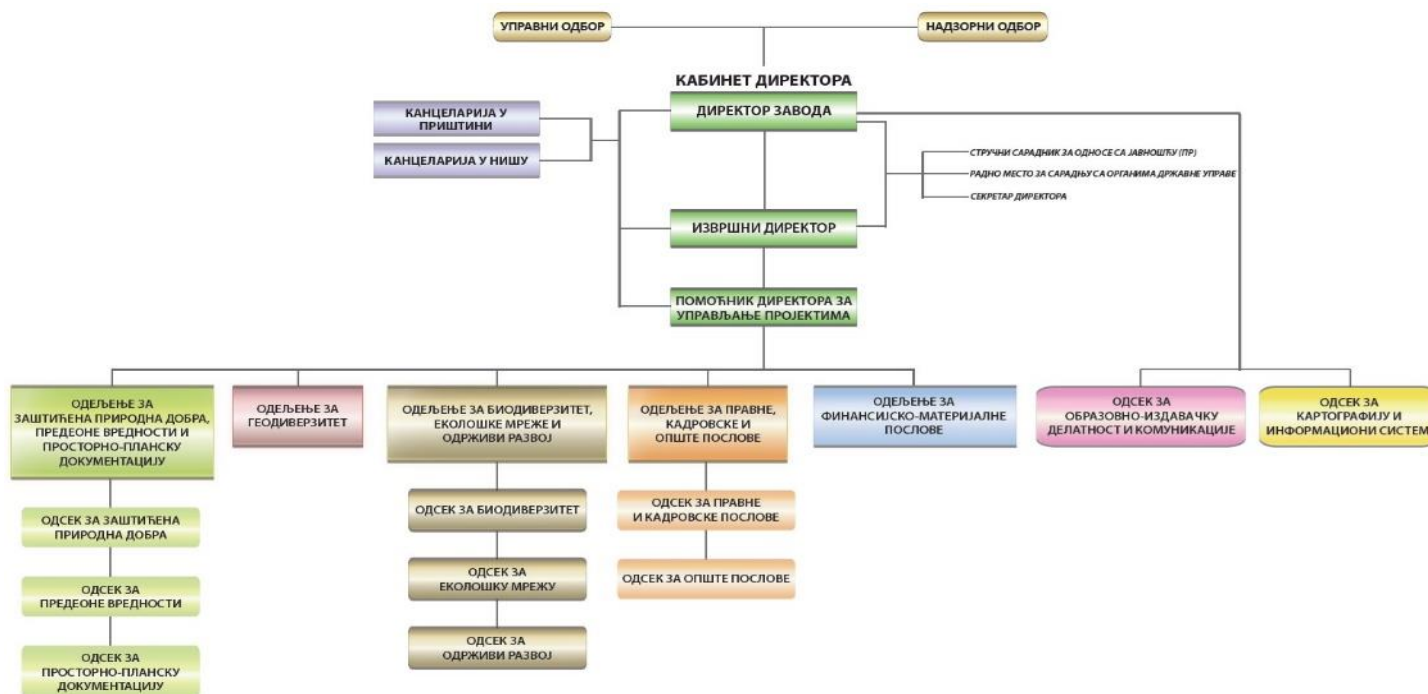 УПРАВНИ ОДБОР
НАДЗОРНИ ОДБОР
КАБИНЕТ ДИРЕКТОРА
ДИРЕКТОР ЗАВОДА
КАНЦЕЛАРИЈА У
ПРИШТИНИ
КАНЦЕЛАРИЈА У НИШУ
СТРУЧНИ САРАДНИК ЗА ОДНОСЕ СА ЈАВНОШЋУ (ПР)
РАДНО МЕСТО ЗА САРАДЊУ СА ОРГАНИМА ДРЖАВНЕ УПРАВЕ
СЕКРЕТАР ДИРЕКТОРА
ИЗВРШНИ ДИРЕКТОР
ПОМОЋНИК ДИРЕКТОРА ЗА
УПРАВЉАЊЕ ПРОЈЕКТИМА
ОДЕЉЕЊЕ ЗА
ЗАШТИЋЕНА ПРИРОДНА ДОБРА,
ПРЕДЕОНЕ ВРЕДНОСТИ И
ПРОСТОРНО-ПЛАНСКУ
ДОКУМЕНТАЦИЈУ
ОДЕЉЕЊЕ ЗА
ГЕОДИВЕРЗИТЕТ
ОДЕЉЕЊЕ ЗА БИОДИВЕРЗИТЕТ,
ЕКОЛОШКЕ МРЕЖЕ И
ОДРЖИВИ РАЗВОЈ
ОДЕЉЕЊЕ ЗА ПРАВНЕ,
КАДРОВСКЕ И
ОПШТЕ ПОСЛОВЕ
ОДЕЉЕЊЕ ЗА
ФИНАНСИЈСКО-МАТЕРИЈАЛНЕ
ПОСЛОВЕ
ОДСЕК ЗА
ОБРАЗОВНО-ИЗДАВАЧКУ
ДЕЛАТНОСТ И КОМУНИКАЦИЈЕ
ОДСЕК ЗА
КАРТОГРАФИЈУ И
ИНФОРМАЦИОНИ СИСТЕМ
ОДСЕК ЗА ЗАШТИЋЕНА
ПРИРОДНА ДОБРА
ОДСЕК ЗА
ПРЕДЕОНЕ ВРЕДНОСТИ
ОДСЕК ЗА
ПРОСТОРНО-ПЛАНСКУ
ДОКУМЕНТАЦИЈУ
ОДСЕК ЗА БИОДИВЕРЗИТЕТ
ОДСЕК ЗА
ЕКОЛОШКУ МРЕЖУ
ОДСЕК ЗА
ОДРЖИВИ РАЗВОЈ
ОДСЕК ЗА ПРАВНЕ
И КАДРОВСКЕ ПОСЛОВЕ
ОДСЕК ЗА ОПШТЕ ПОСЛОВЕ